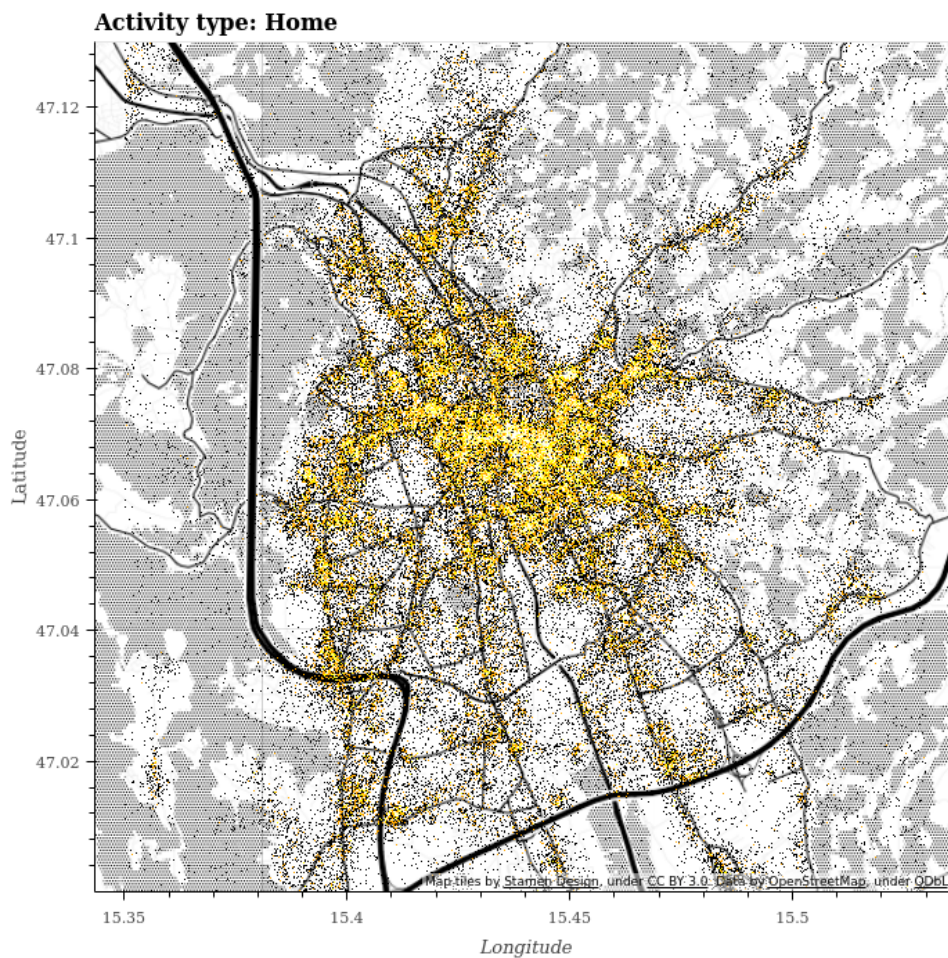 Activity type: Home
47.12
47.1
47.08
47.06
47.04
47.02
Latitude
Map tiles by Stamen Design, under CC BY 3.0. Data by OpenStreetMap, under ODbL
15.35 15.4 15.45 15.5
Longitude